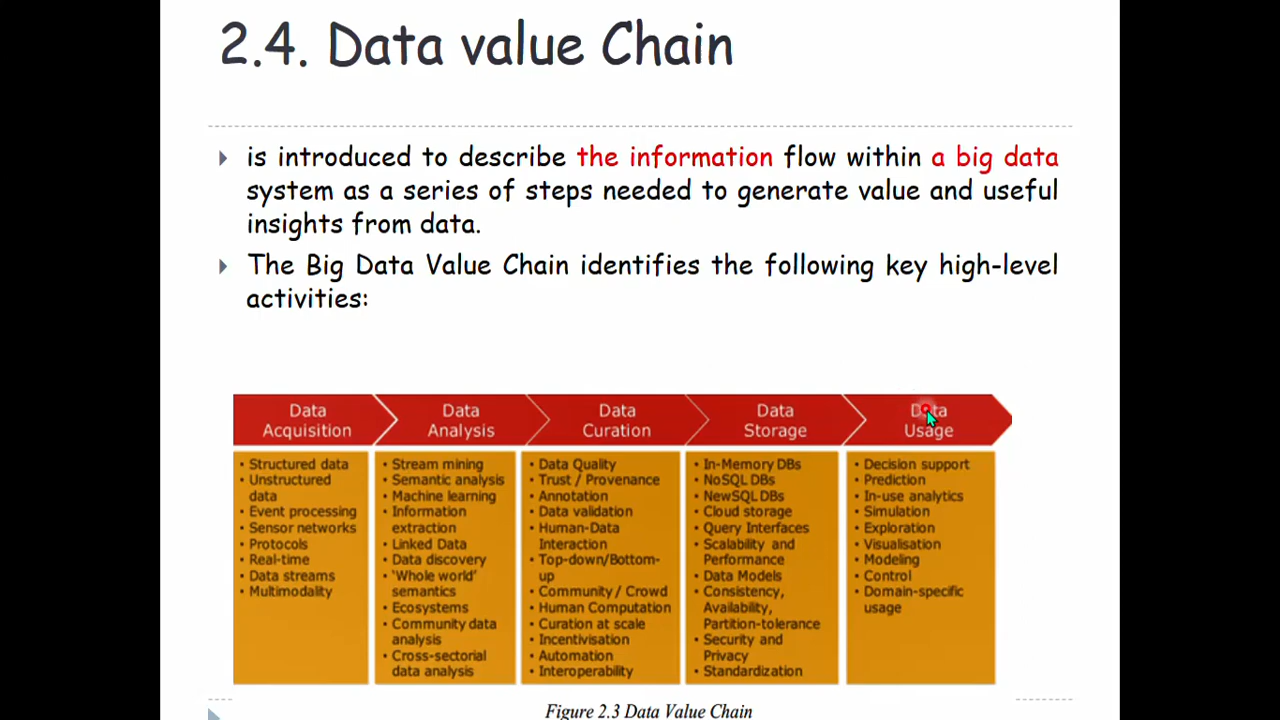 2.4. Data value Chain
is introduced to describe the information flow within a big data
system as a series of steps needed to generate value and useful
insights from data.
The Big Data Value Chain identifies the following key high-level
activities:
Data
Acquisition
• Structured data
• Unstructured
data
• Event processing
• Sensor networks
• Protocols
• Real-time
• Data streams
• Multimodality
Data
Analysis
• Stream mining
• Semantic analysis
• Machine learning
• Information
extraction
• Linked Data
• Data discovery
• 'Whole world'
semantics
• Ecosystems
• Community data
analysis
• Cross-sectorial
data analysis
Data
Curation
• Data Quality
• Trust / Provenance
• Annotation
• Data validation
• Human-Data
Interaction
• Top-down/Bottom-
up
• Community / Crowd
• Human Computation
• Curation at scale
• Incentivisation
• Automation
• Interoperability
Data
Storage
• In-Memory DBs
• NoSQL DBs
• NewSQL DBs
• Cloud storage
• Query Interfaces
• Scalability and
Performance
• Data Models
• Consistency,
Availability,
Partition-tolerance
• Security and
Privacy
• Standardization
Data
Usage
• Decision support
• Prediction
• In-use analytics
• Simulation
• Exploration
• Visualisation
• Modeling
• Control
• Domain-specific
usage
Figure 2.3 Data Value Chain